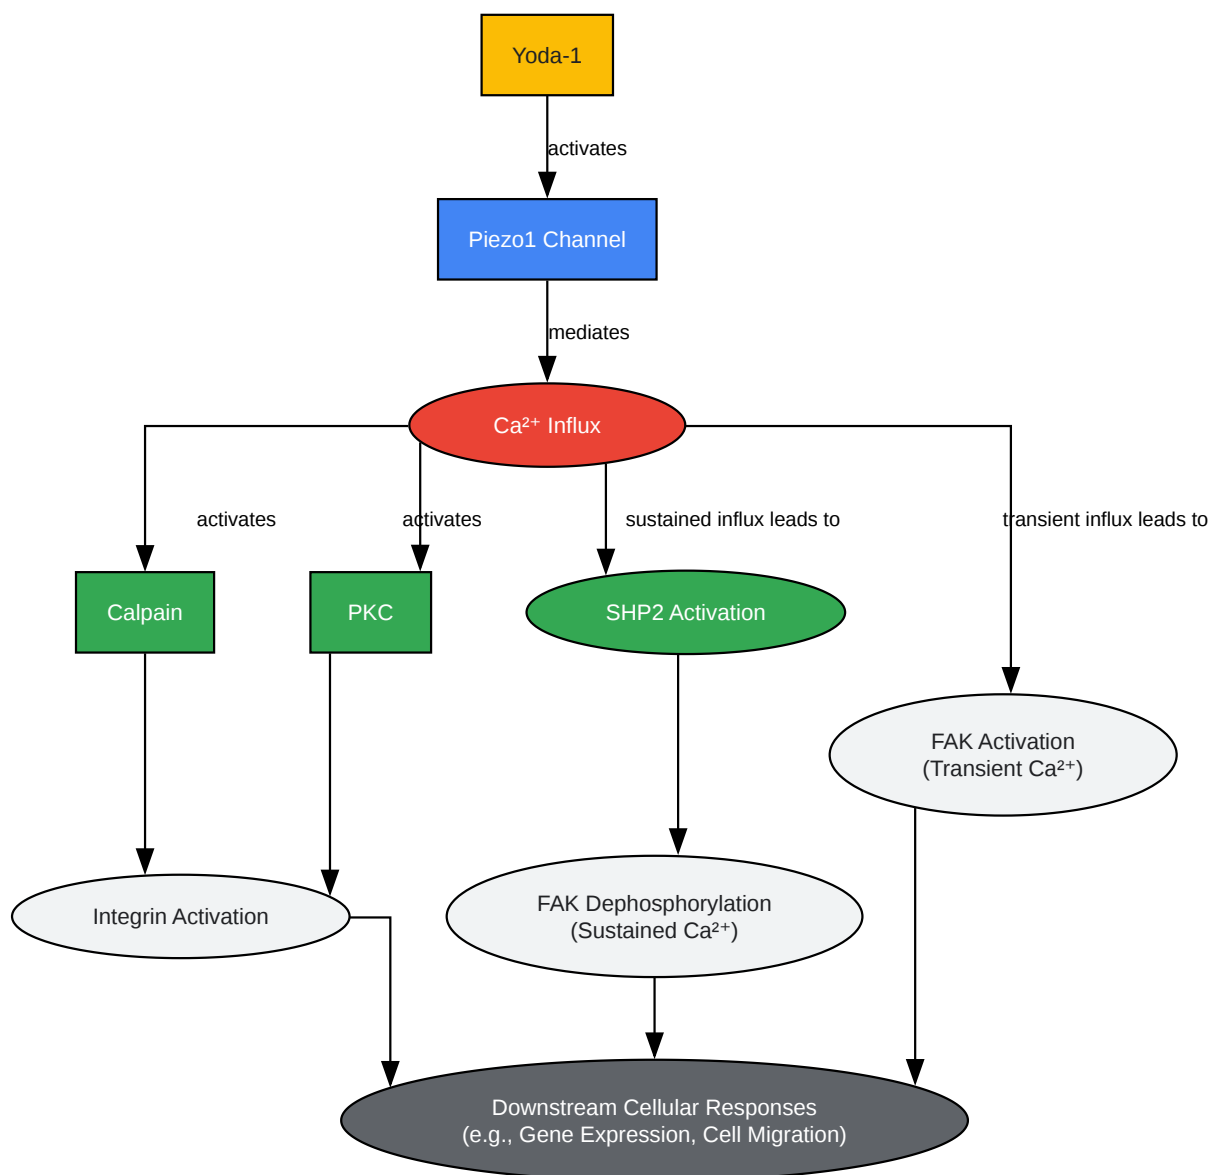 Yoda-1
activates
Piezo1 Channel
mediates
Ca²⁺ Influx
activates
activates
sustained influx leads to
transient influx leads to
Calpain
PKC
SHP2 Activation
FAK Activation
(Transient Ca²⁺)
Integrin Activation
FAK Dephosphorylation
(Sustained Ca²⁺)
Downstream Cellular Responses
(e.g., Gene Expression, Cell Migration)